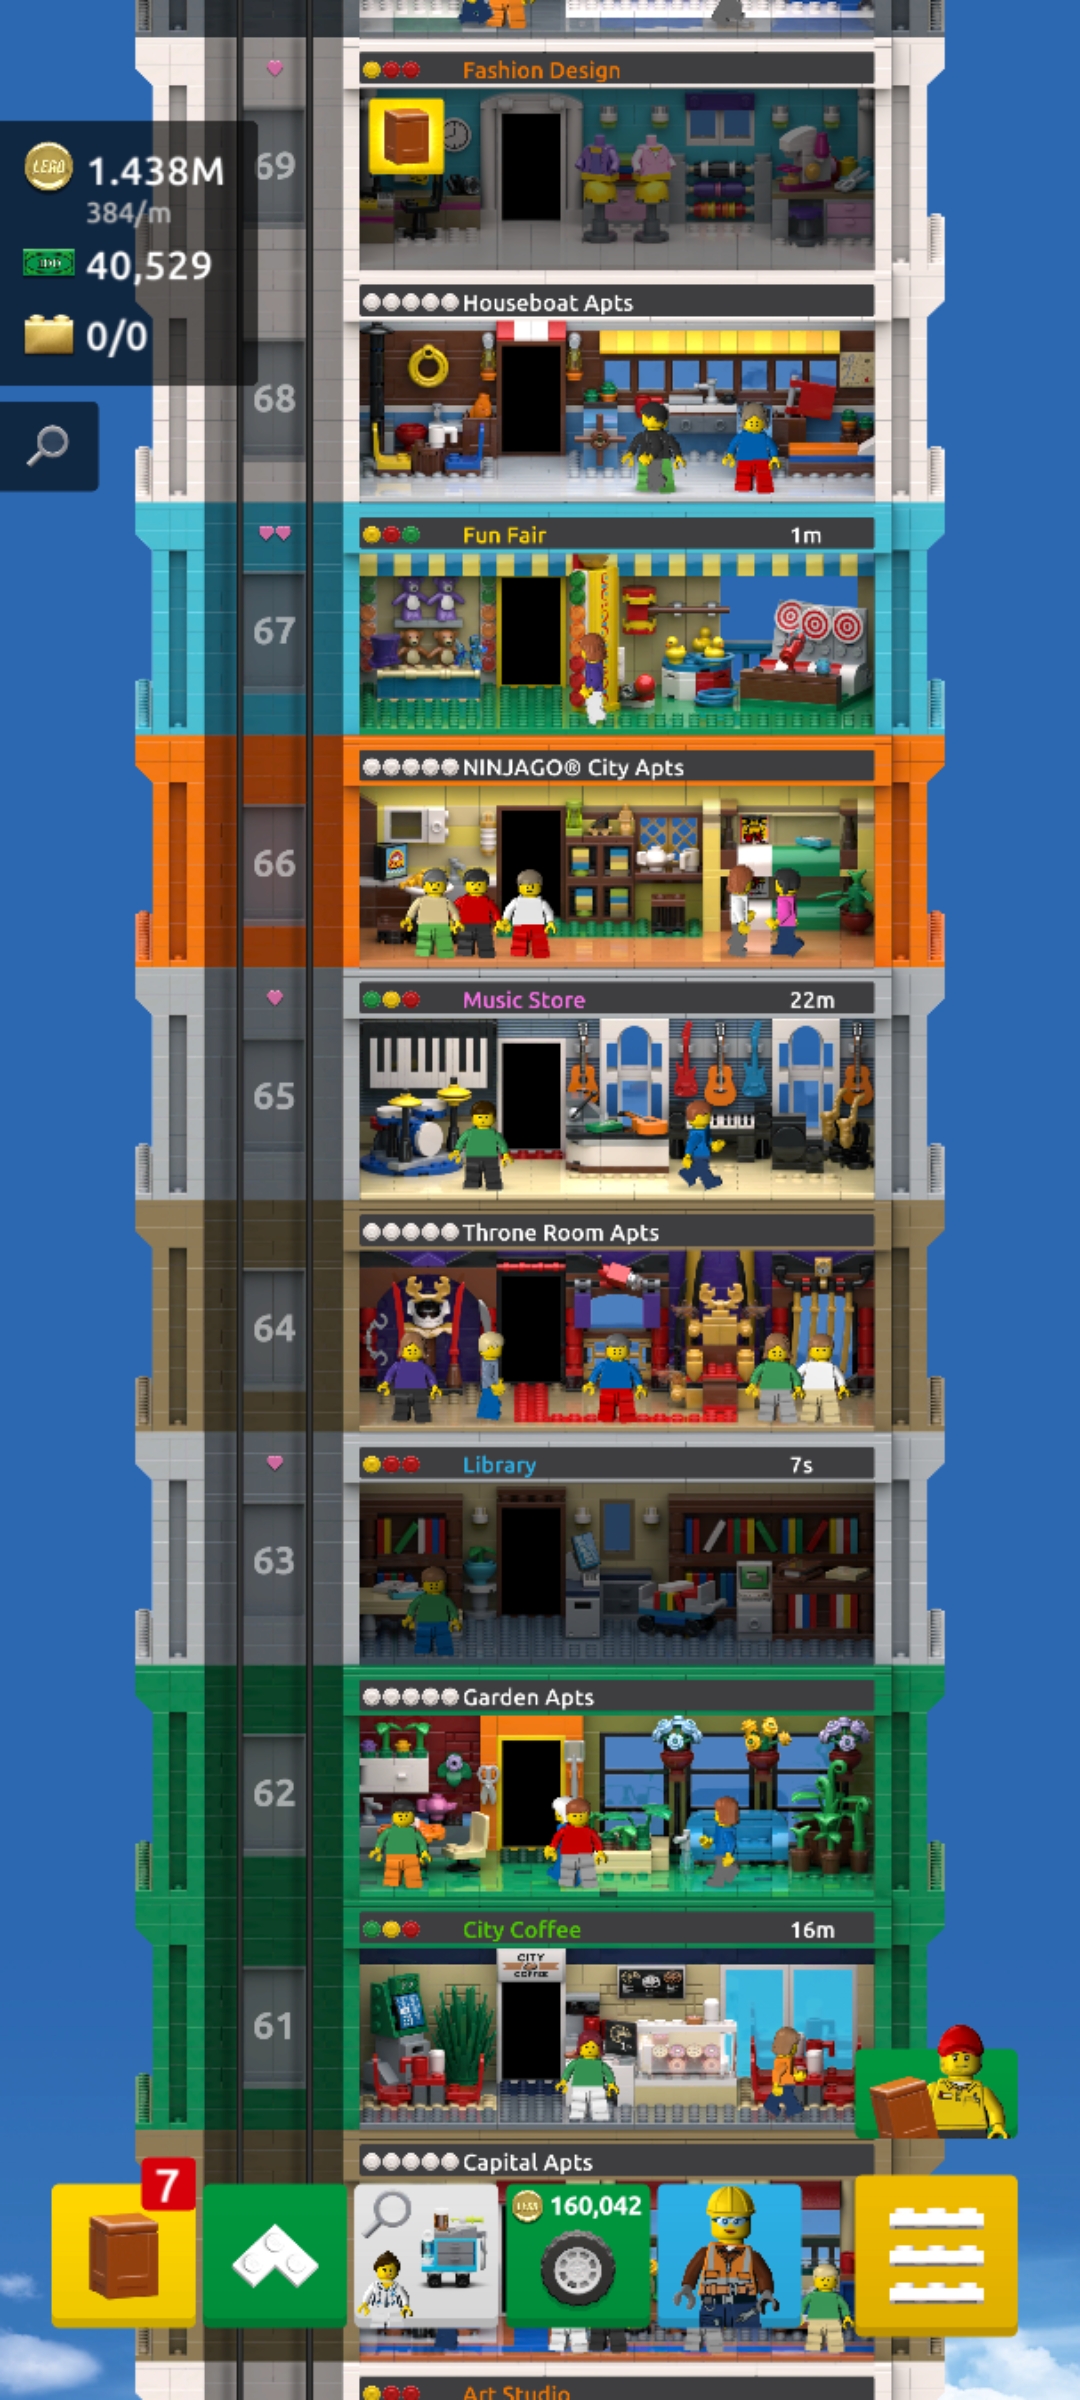 Fashion Design
69
LEGO 1.438M
384/m
40,529
0/0
Houseboat Apts
68
Fun Fair 1m
67
NINJAGO® City Apts
66
Music Store 22m
65
Throne Room Apts
64
Library 7s
63
Garden Apts
62
City Coffee 16m
CITY
COFFEE
61
Capital Apts
7
160,042
Art Studio